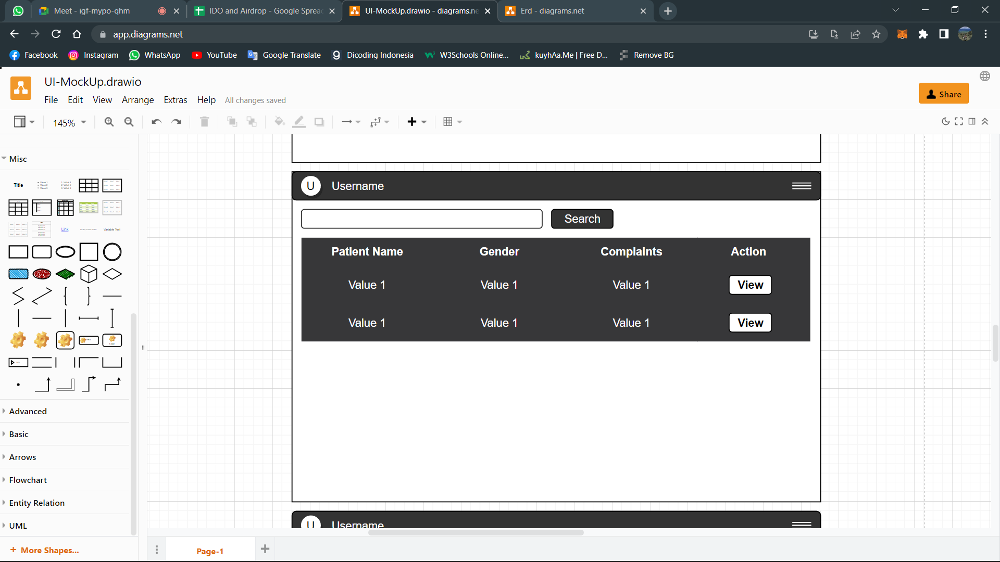 Meet - igf-mypo-qhm
IDO and Airdrop - Google Sprea
UI-MockUp.drawio - diagrams.ne
Erd - diagrams.net
app.diagrams.net
Facebook
Instagram
WhatsApp
YouTube
Google Translate
Dicoding Indonesia
W3Schools Online...
kuyhAa.Me | Free D...
Remove BG
UI-MockUp.drawio
File Edit View Arrange Extras Help All changes saved
Share
145%
Misc
Title
Link
Variable Text
Advanced
Basic
Arrows
Flowchart
Entity Relation
UML
+ More Shapes...
U Username
Search
Patient Name Gender Complaints Action
Value 1 Value 1 Value 1 View
Value 1 Value 1 Value 1 View
U Username
Page-1